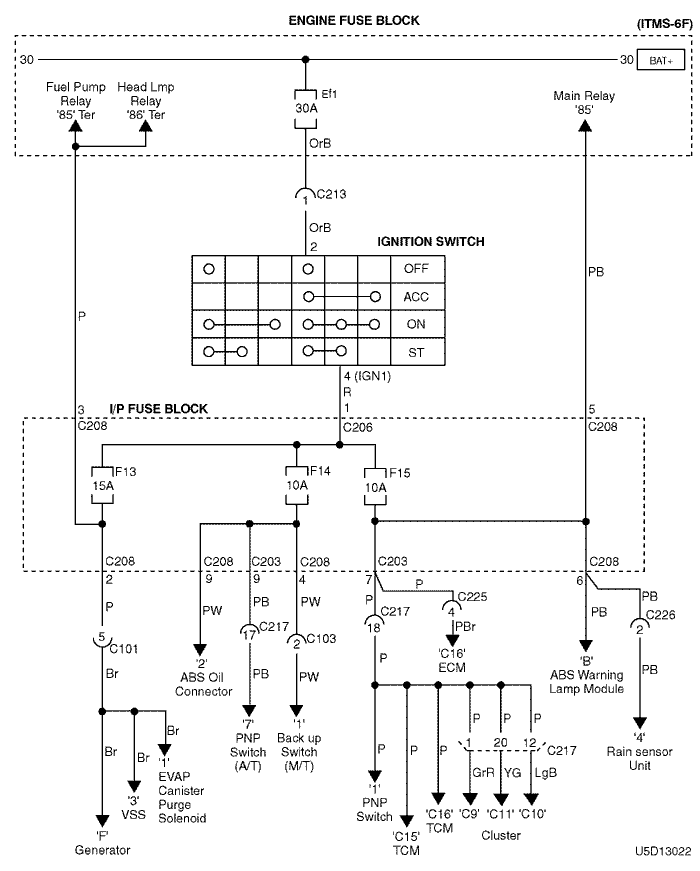 ENGINE FUSE BLOCK
(ITMS-6F)
30
30
BAT+
Fuel Pump
Relay
'85' Ter
Head Lmp
Relay
'86' Ter
Ef1
30A
Main Relay
'85'
OrB
1
C213
OrB
2
IGNITION SWITCH
OFF
ACC
ON
ST
PB
P
4 (IGN1)
R
3
I/P FUSE BLOCK
1
5
C208
C206
C208
F13
15A
F14
10A
F15
10A
C208
C208
C203
C208
C203
C208
2
9
9
4
7
6
P
PW
PB
PW
P
P
C225
4
PBr
'C16'
ECM
PB
PB
C226
2
5
C101
17
C217
2
C103
18
C217
Br
'2'
ABS Oil
Connector
PB
PW
P
'B'
ABS Warning
Lamp Module
PB
'7'
PNP
Switch
(A/T)
'1'
Back up
Switch
(M/T)
'4'
Rain sensor
Unit
Br
Br
Br
'1'
EVAP
Canister
Purge
Solenoid
'3'
VSS
'F'
Generator
P
P
P
P
P
P
1
20
12
C217
GrR
YG
LgB
'1'
PNP
Switch
'C15'
TCM
'C16'
TCM
'C9'
'C11'
'C10'
Cluster
U5D13022